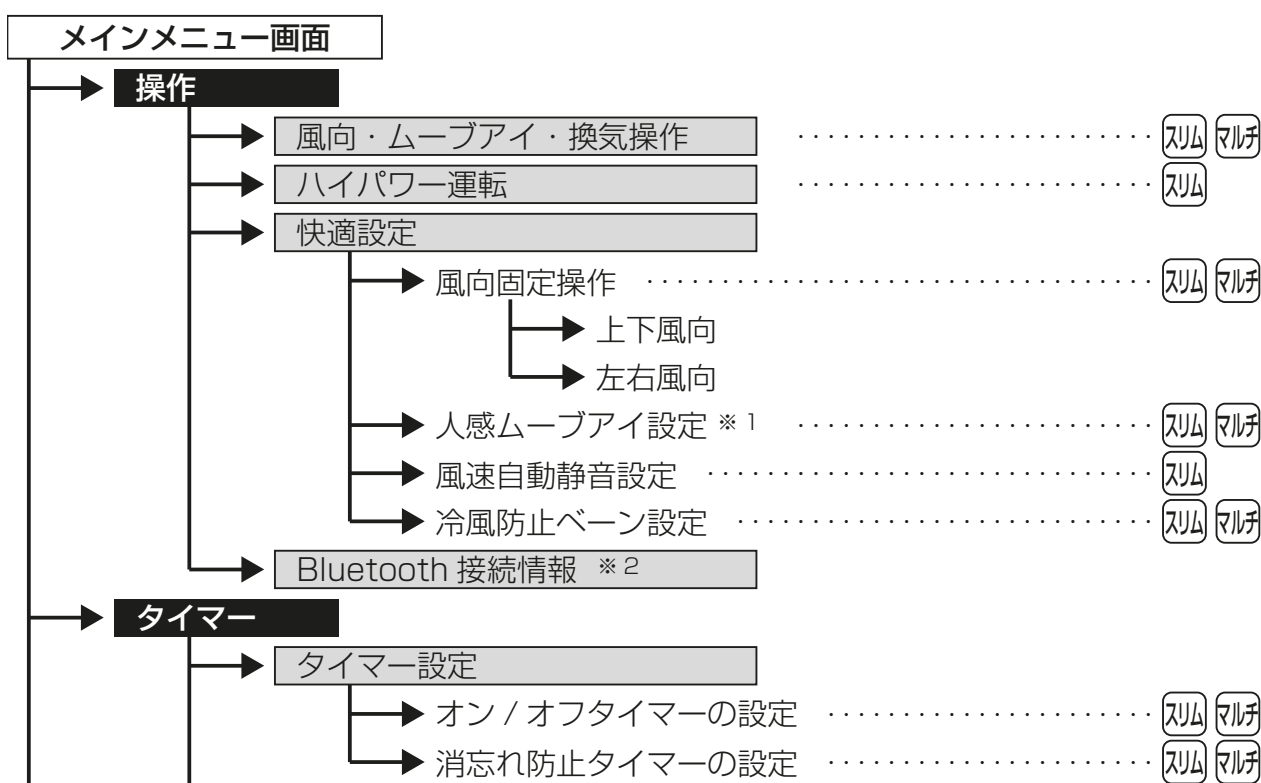 メインメニュー画面
操作
風向・ムーブアイ・換気操作 ・・・・・・・・・・・・・・・・・・・・・・・・ スリム マルチ
ハイパワー運転 ・・・・・・・・・・・・・・・・・・・・・・・・ スリム
快適設定
風向固定操作 ・・・・・・・・・・・・・・・・・・・・・・・・・・・・・・・・・・ スリム マルチ
上下風向
左右風向
人感ムーブアイ設定 ※1 ・・・・・・・・・・・・・・・・・・・・・・・・ スリム マルチ
風速自動静音設定 ・・・・・・・・・・・・・・・・・・・・・・・・・・・・・・ スリム
冷風防止ベーン設定 ・・・・・・・・・・・・・・・・・・・・・・・・・・・・ スリム マルチ
Bluetooth 接続情報 ※2
タイマー
タイマー設定
オン / オフタイマーの設定 ・・・・・・・・・・・・・・・・・・・・・・ スリム マルチ
消忘れ防止タイマーの設定 ・・・・・・・・・・・・・・・・・・・・・・ スリム マルチ